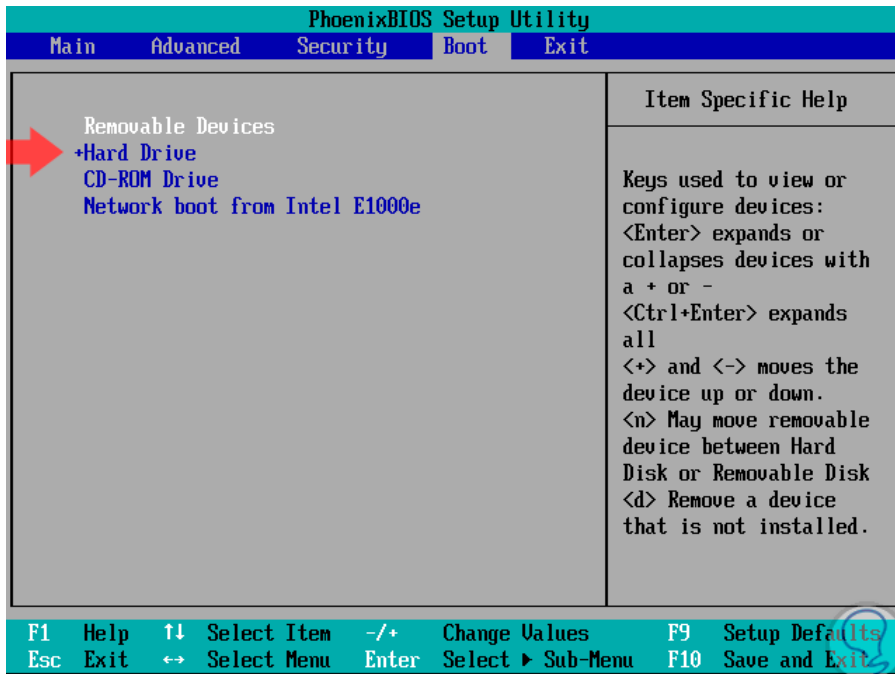 PhoenixBIOS Setup Utility
Main Advanced Security Boot Exit
Removable Devices
+Hard Drive
CD-ROM Drive
Network boot from Intel E1000e
Item Specific Help
Keys used to view or
configure devices:
<Enter> expands or
collapses devices with
a + or -
<Ctrl+Enter> expands
all
<+> and <-> moves the
device up or down.
<n> May move removable
device between Hard
Disk or Removable Disk
<d> Remove a device
that is not installed.
F1 Help ↑↓ Select Item -/+ Change Values F9 Setup Defaults
Esc Exit ↔ Select Menu Enter Select ▶ Sub-Menu F10 Save and Exit